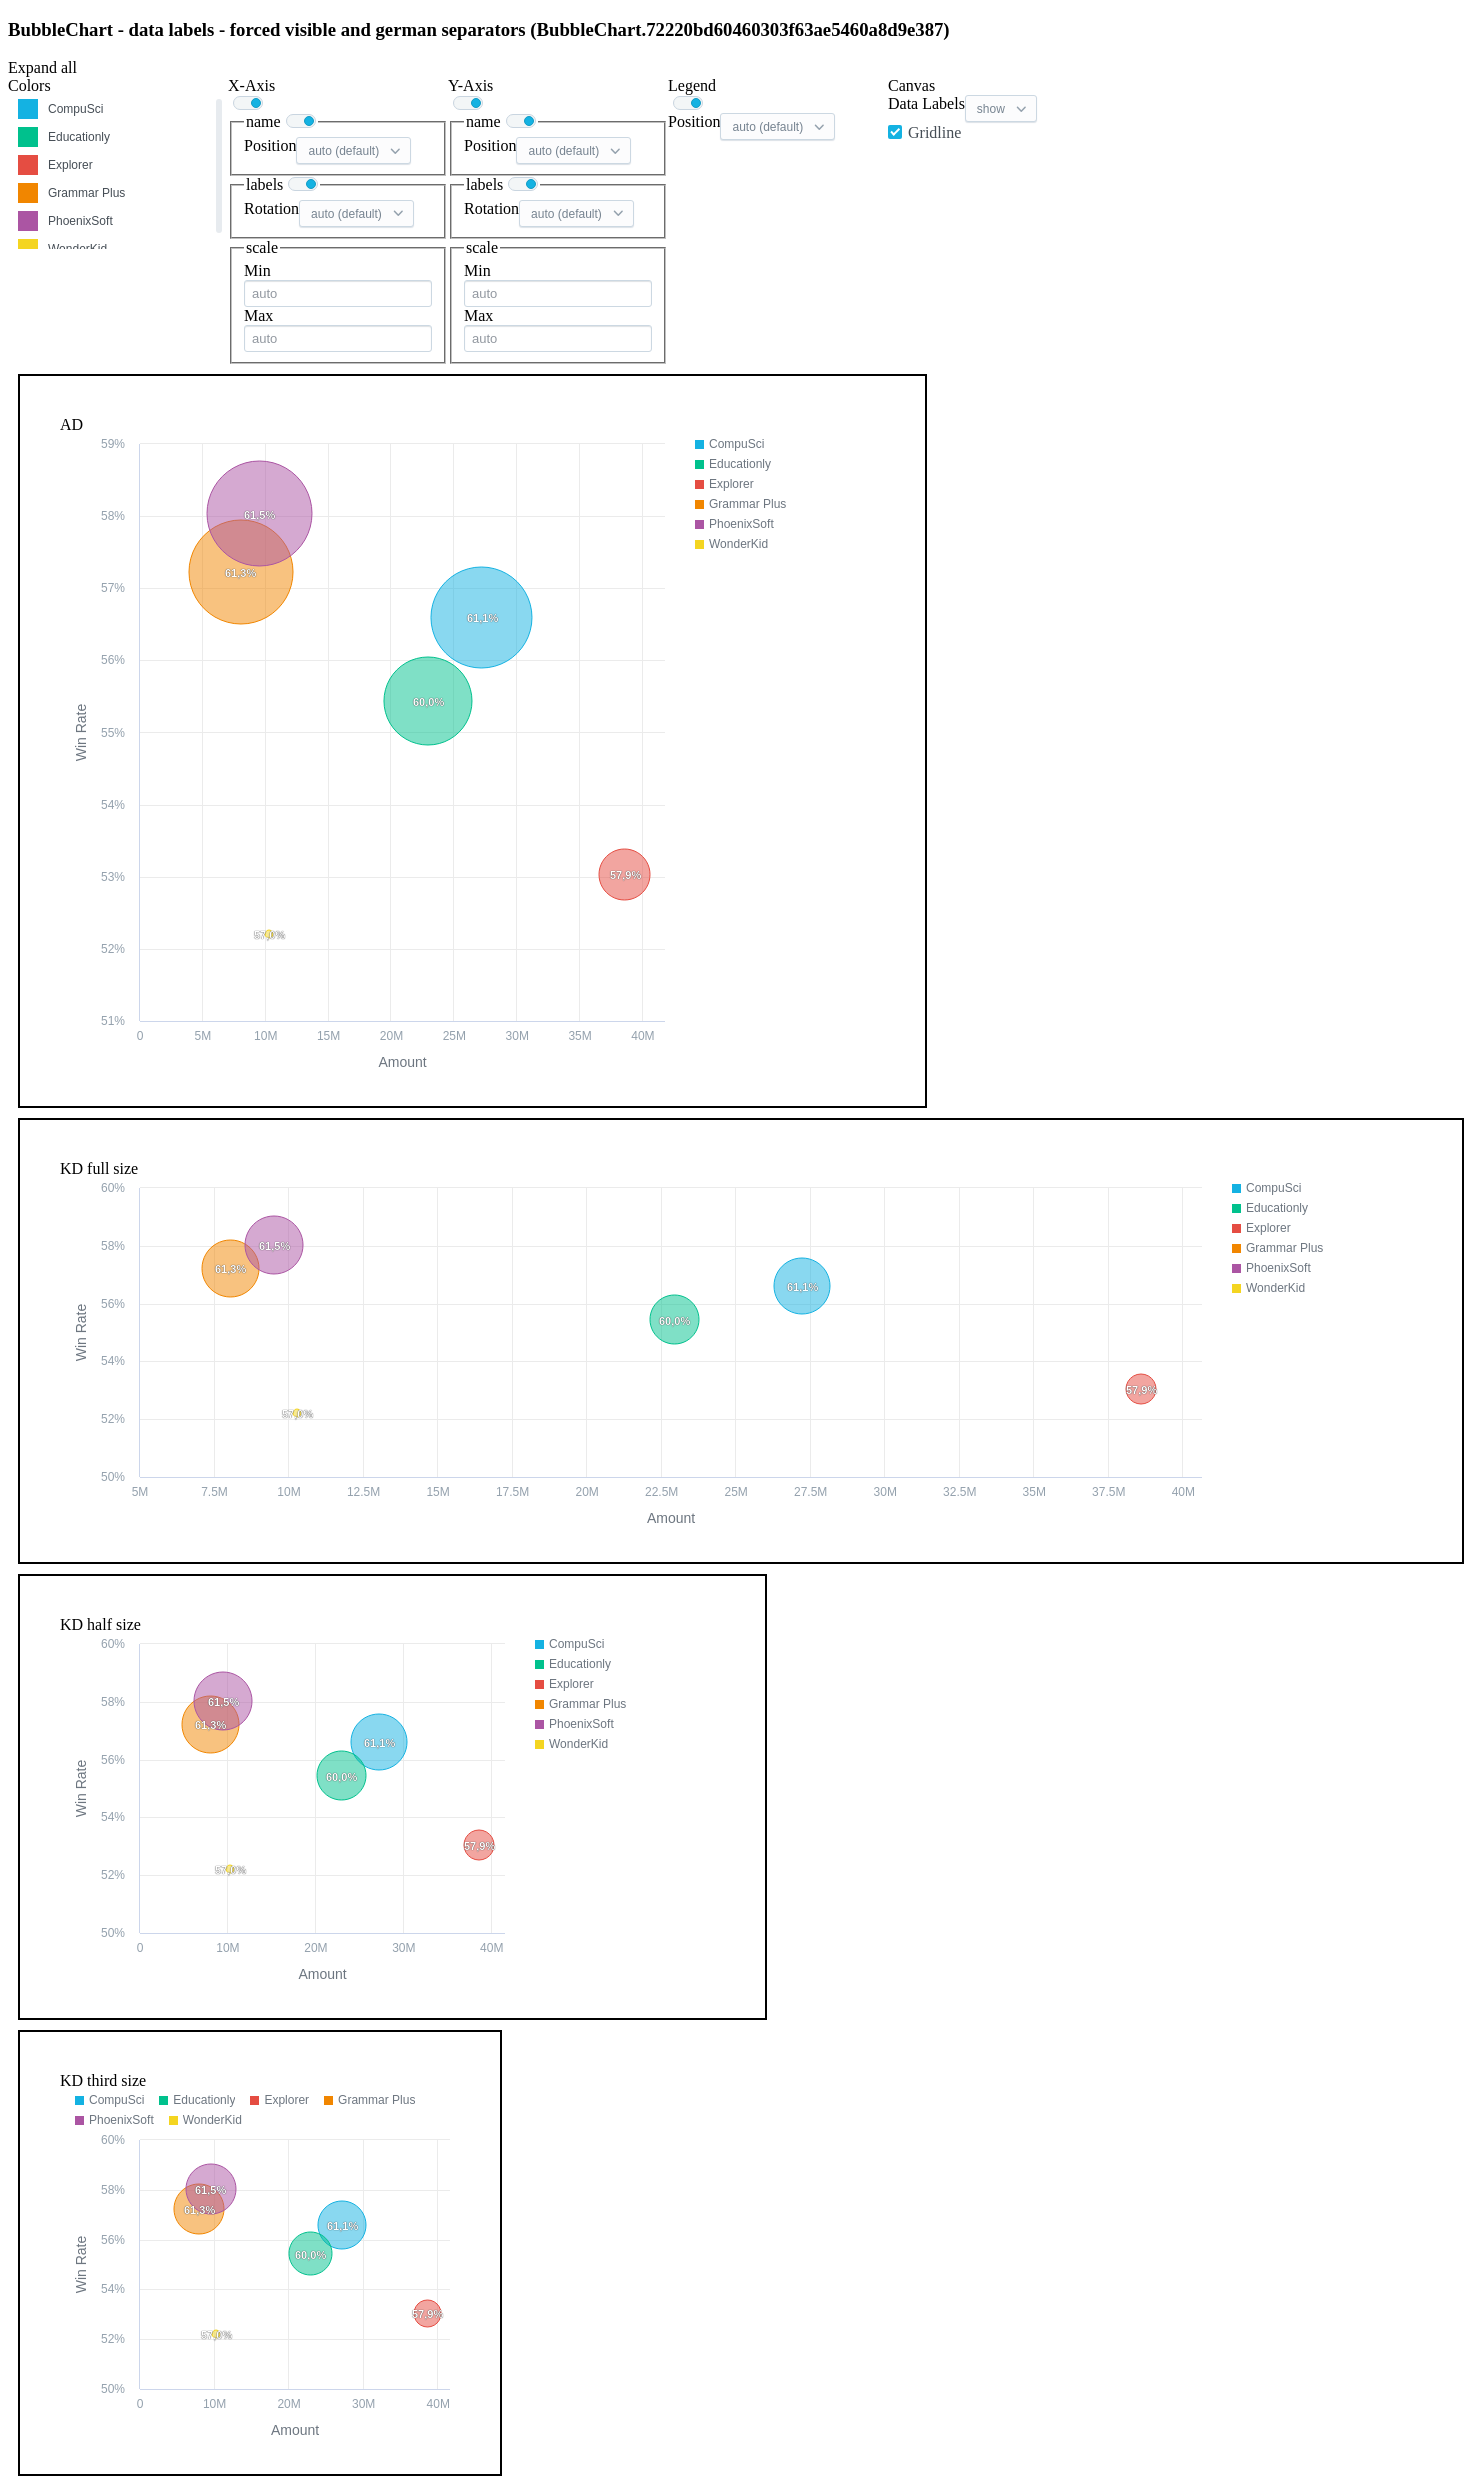 BubbleChart - data labels - forced visible and german separators (BubbleChart.72220bd60460303f63ae5460a8d9e387)
Expand all
Colors
CompuSci
Educationly
Explorer
Grammar Plus
PhoenixSoft
WonderKid
X-Axis
name
Position auto (default)
labels
Rotation auto (default)
scale
Min
auto
Max
auto
Y-Axis
name
Position auto (default)
labels
Rotation auto (default)
scale
Min
auto
Max
auto
Legend
Position auto (default)
Canvas
Data Labels show
Gridline
AD
59%
58%
57%
56%
55%
54%
53%
52%
51%
Win Rate
61.5%
61,3%
61,1%
60,0%
57,9%
57,0%
0 5M 10M 15M 20M 25M 30M 35M 40M
Amount
CompuSci
Educationly
Explorer
Grammar Plus
PhoenixSoft
WonderKid
KD full size
60%
58%
56%
54%
52%
50%
Win Rate
61,5%
61,3%
61,1%
60,0%
57,9%
57,0%
5M 7.5M 10M 12.5M 15M 17.5M 20M 22.5M 25M 27.5M 30M 32.5M 35M 37.5M 40M
Amount
CompuSci
Educationly
Explorer
Grammar Plus
PhoenixSoft
WonderKid
KD half size
60%
58%
56%
54%
52%
50%
Win Rate
61,5%
61,3%
61,1%
60,0%
57,9%
57,0%
0 10M 20M 30M 40M
Amount
CompuSci
Educationly
Explorer
Grammar Plus
PhoenixSoft
WonderKid
KD third size
CompuSci Educationly Explorer Grammar Plus
PhoenixSoft WonderKid
60%
58%
56%
54%
52%
50%
Win Rate
61,5%
61,3%
61,1%
60,0%
57,9%
57,0%
0 10M 20M 30M 40M
Amount